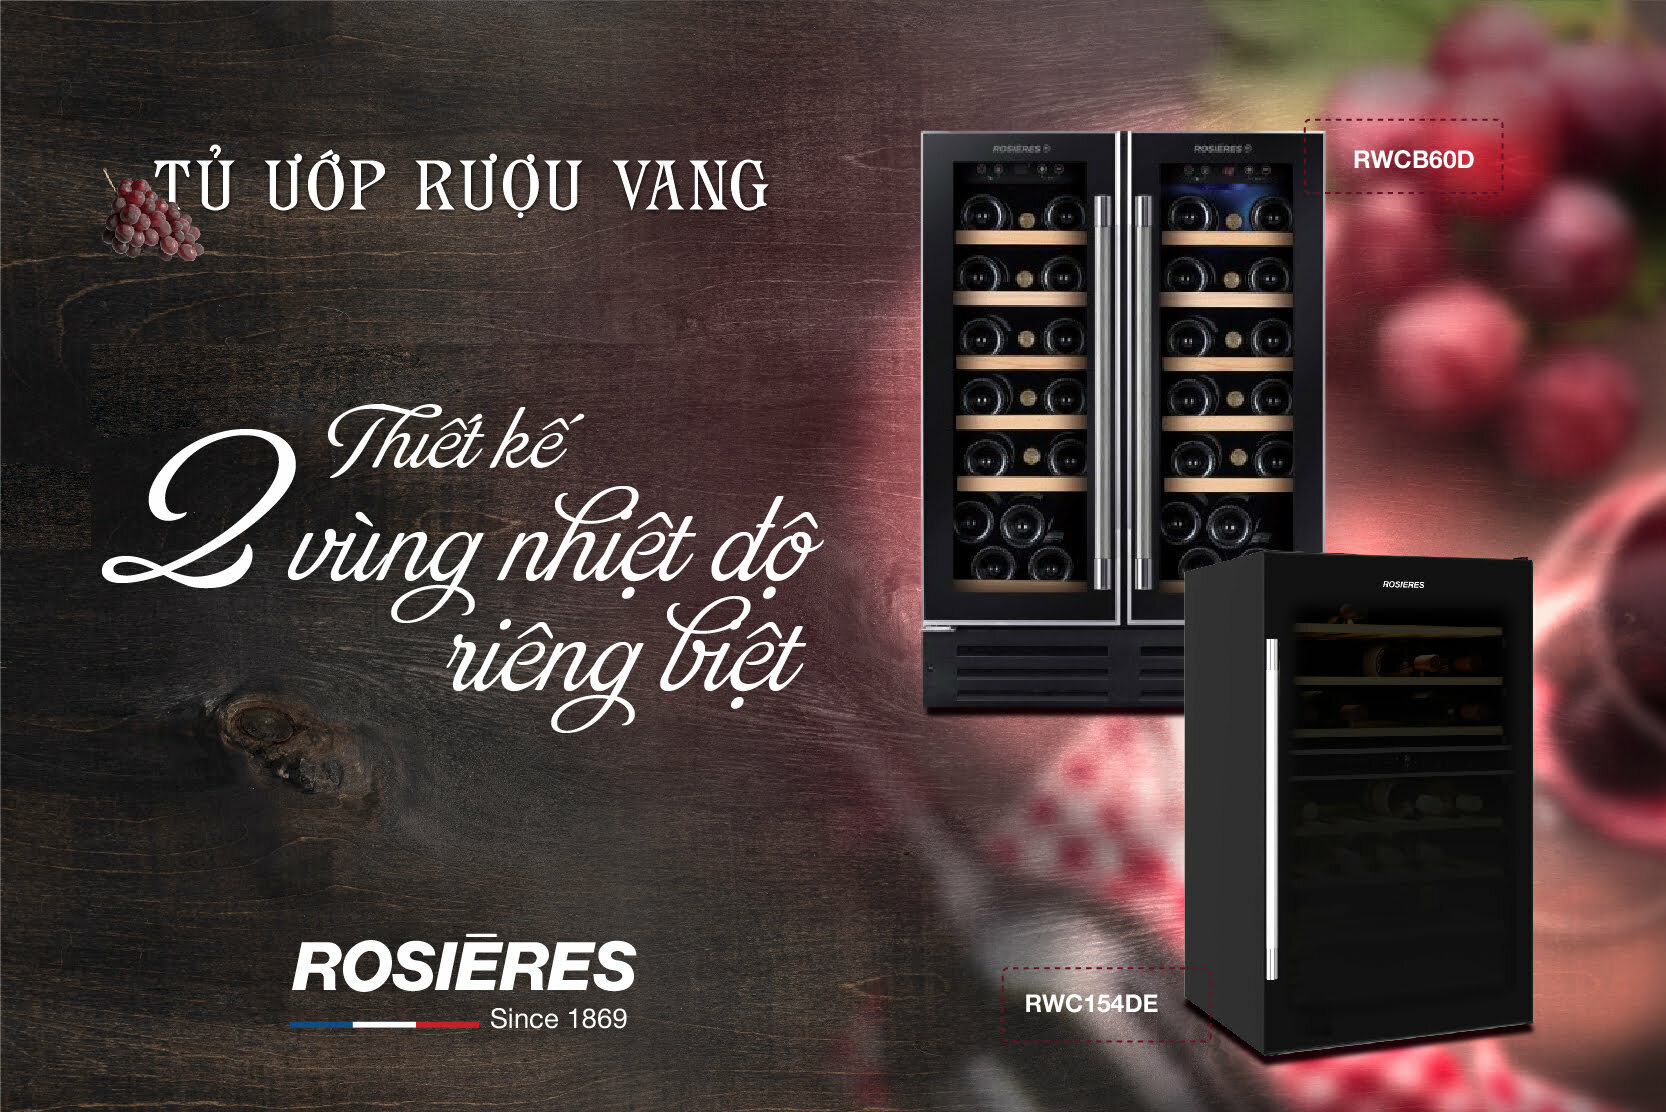 TỦ ƯỚP RƯỢU VANG
Thiết kế
2 vùng nhiệt độ
riêng biệt
ROSIĒRES
Since 1869
ROSIERES
ROSIERES
RWCB60D
ROSIERES
RWC154DE